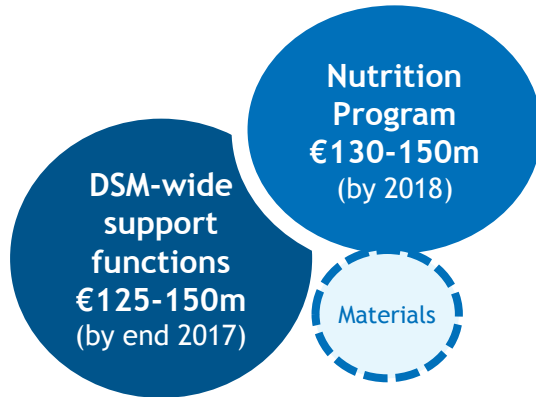 Nutrition
Program
€130-150m
(by 2018)
DSM-wide
support
functions
€125-150m
(by end 2017)
Materials